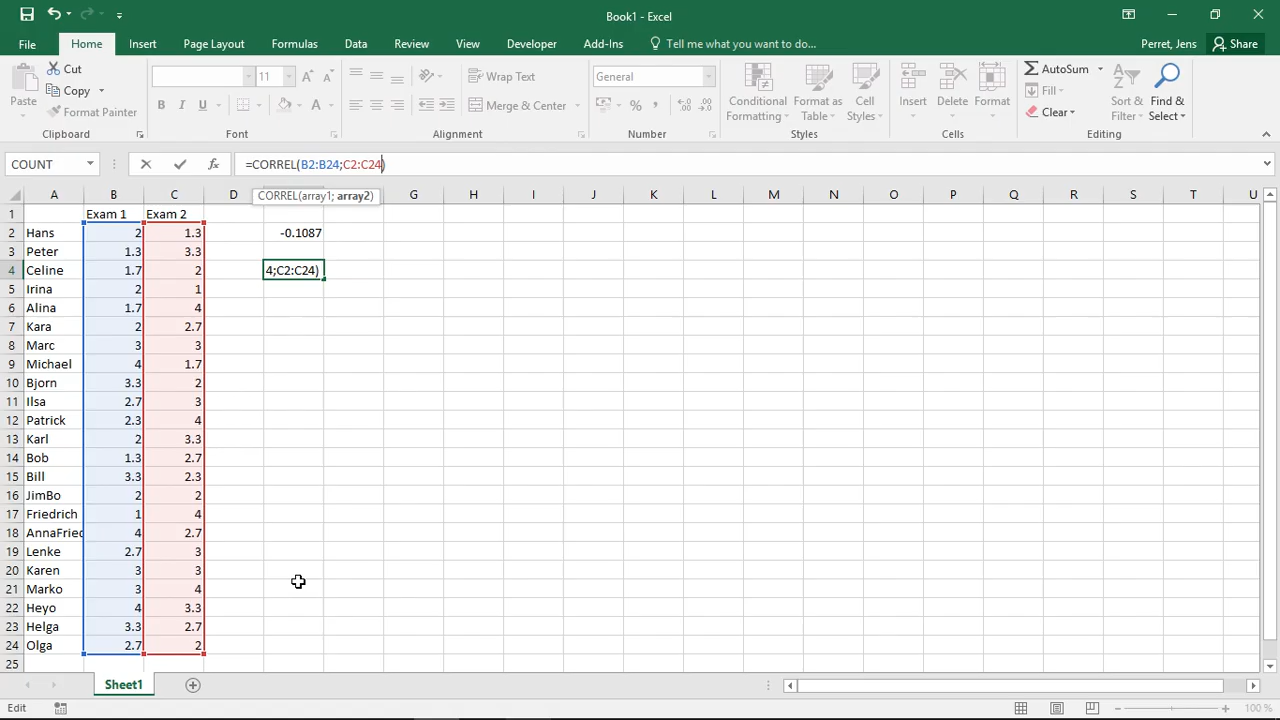 Book1 - Excel
File Home Insert Page Layout Formulas Data Review View Developer Add-Ins Tell me what you want to do... Perret, Jens Share
Paste Cut Copy Format Painter
Clipboard
11
B I U A
Font
Wrap Text
Merge & Center
Alignment
General
%
Number
Conditional Formatting Format as Table Cell Styles
Styles
Insert Delete Format
Cells
AutoSum Fill Clear Sort & Filter Find & Select
Editing
COUNT fx =CORREL(B2:B24;C2:C24)
CORREL(array1; array2)
A B C D G H I J K L M N O P Q R S T U
1 Exam 1 Exam 2
2 Hans 2 1.3 -0.1087
3 Peter 1.3 3.3
4 Celine 1.7 2 4;C2:C24)
5 Irina 2 1
6 Alina 1.7 4
7 Kara 2 2.7
8 Marc 3 3
9 Michael 4 1.7
10 Bjorn 3.3 2
11 Ilsa 2.7 3
12 Patrick 2.3 4
13 Karl 2 3.3
14 Bob 1.3 2.7
15 Bill 3.3 2.3
16 JimBo 2 2
17 Friedrich 1 4
18 AnnaFried 4 2.7
19 Lenke 2.7 3
20 Karen 3 3
21 Marko 3 4
22 Heyo 4 3.3
23 Helga 3.3 2.7
24 Olga 2.7 2
25
Sheet1
Edit 100 %